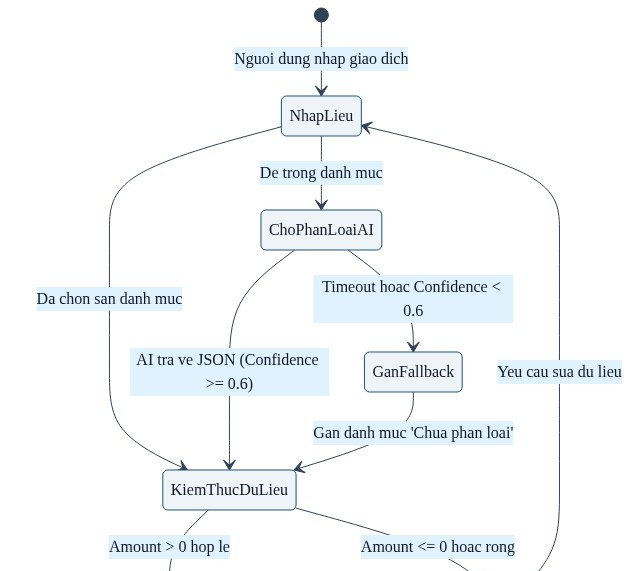 Nguoi dung nhap giao dich
NhapLieu
De trong danh muc
ChoPhanLoaiAI
Timeout hoac Confidence <
0.6
Da chon san danh muc
AI tra ve JSON (Confidence
>= 0.6)
GanFallback
Yeu cau sua du lieu
Gan danh muc 'Chua phan loai'
KiemThucDuLieu
Amount > 0 hop le
Amount <= 0 hoac rong